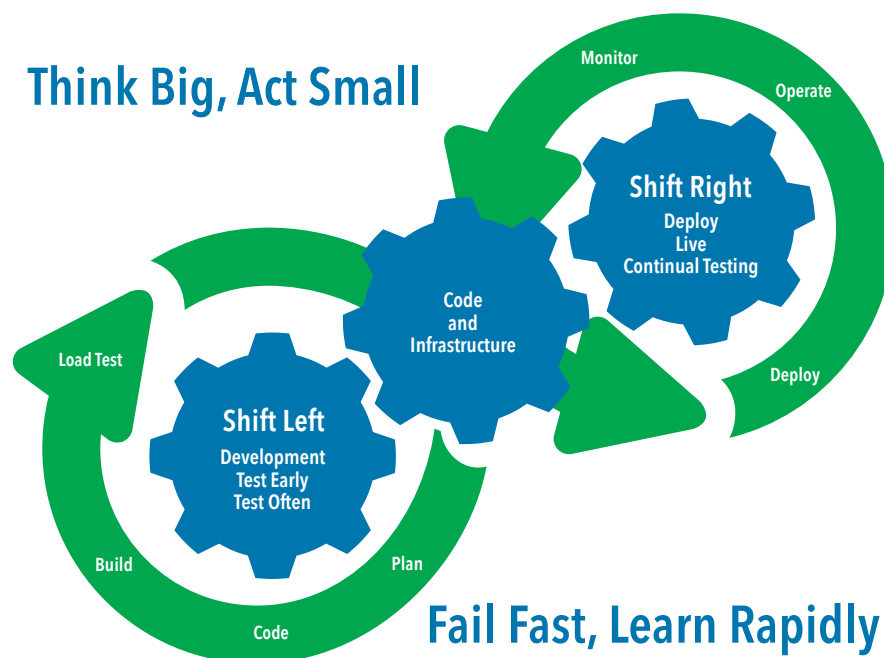 Think Big, Act Small
Monitor
Operate
Shift Right
Deploy
Live
Continual Testing
Deploy
Code
and
Infrastructure
Load Test
Shift Left
Development
Test Early
Test Often
Build
Plan
Code
Fail Fast, Learn Rapidly